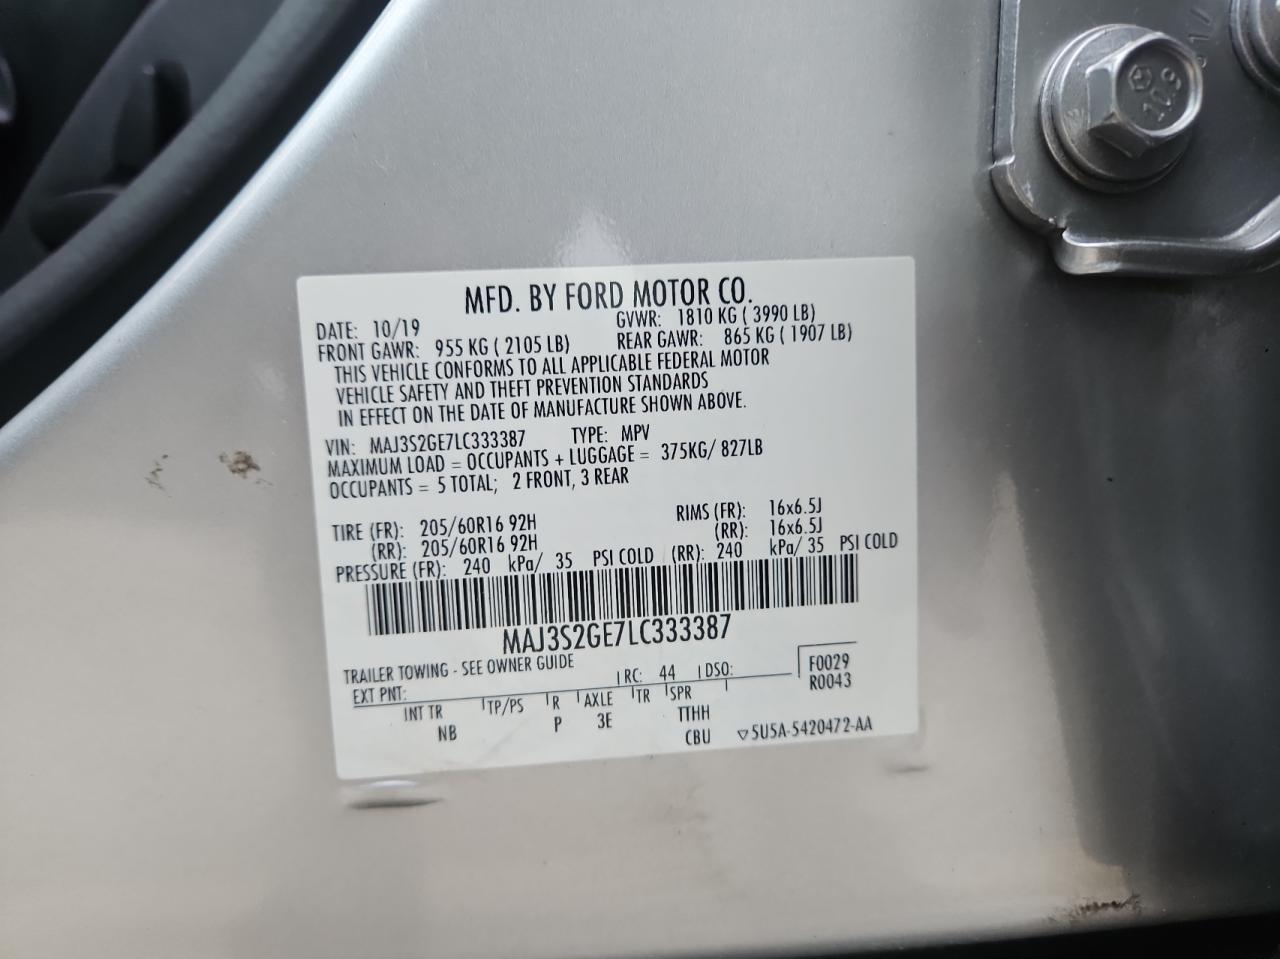 10.9
MFD. BY FORD MOTOR CO.
DATE: 10/19 GVWR: 1810 KG ( 3990 LB)
FRONT GAWR: 955 KG ( 2105 LB) REAR GAWR: 865 KG ( 1907 LB)
THIS VEHICLE CONFORMS TO ALL APPLICABLE FEDERAL MOTOR
VEHICLE SAFETY AND THEFT PREVENTION STANDARDS
IN EFFECT ON THE DATE OF MANUFACTURE SHOWN ABOVE.
VIN: MAJ3S2GE7LC333387 TYPE: MPV
MAXIMUM LOAD = OCCUPANTS + LUGGAGE = 375KG/ 827LB
OCCUPANTS = 5 TOTAL; 2 FRONT, 3 REAR
TIRE (FR): 205/60R16 92H RIMS (FR): 16x6.5J
(RR): 205/60R16 92H (RR): 16x6.5J
PRESSURE (FR): 240 kPa/ 35 PSI COLD (RR): 240 kPa/ 35 PSI COLD
MAJ3S2GE7LC333387
TRAILER TOWING - SEE OWNER GUIDE
EXT PNT: RC: 44 DSO: F0029
R0043
INT TR TP/PS R AXLE TR SPR
NB P 3E TTHH
CBU ▽5U5A-5420472-AA